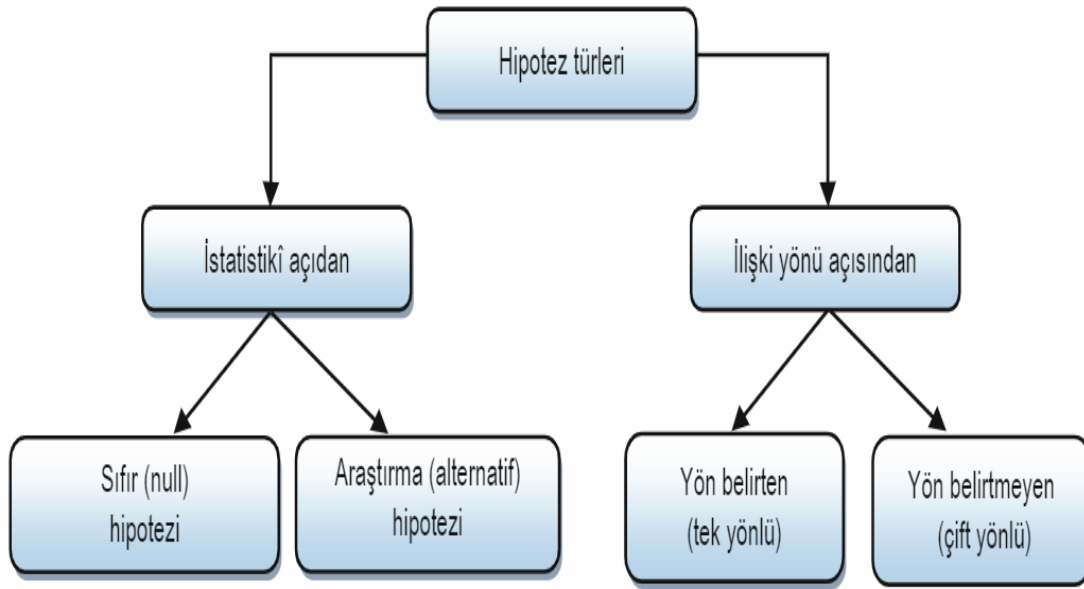 Hipotez türleri
İstatistikî açıdan
İlişki yönü açısından
Sıfır (null)
hipotezi
Araştırma (alternatif)
hipotezi
Yön belirten
(tek yönlü)
Yön belirtmeyen
(çift yönlü)